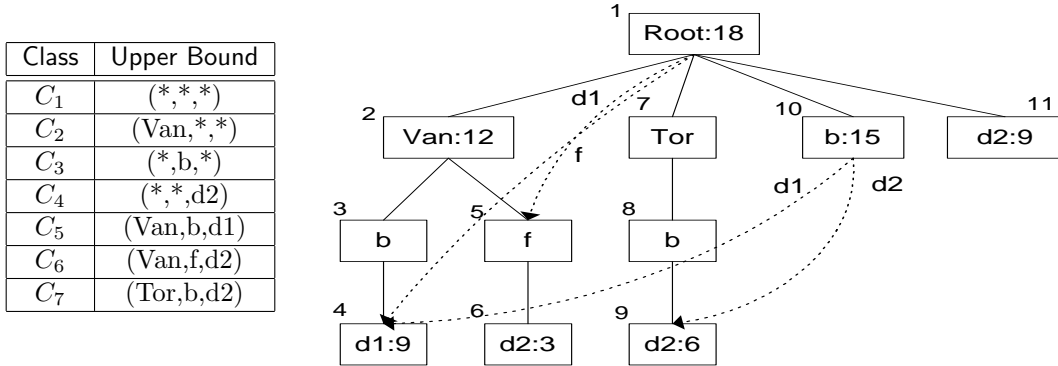 Class Upper Bound
C1 (*,*,*)
C2 (Van,*,*)
C3 (*,b,*)
C4 (*,*,d2)
C5 (Van,b,d1)
C6 (Van,f,d2)
C7 (Tor,b,d2)
1
Root:18
d1
f
2
Van:12
7
Tor
10
b:15
11
d2:9
d1
d2
3
b
5
f
8
b
4
d1:9
6
d2:3
9
d2:6